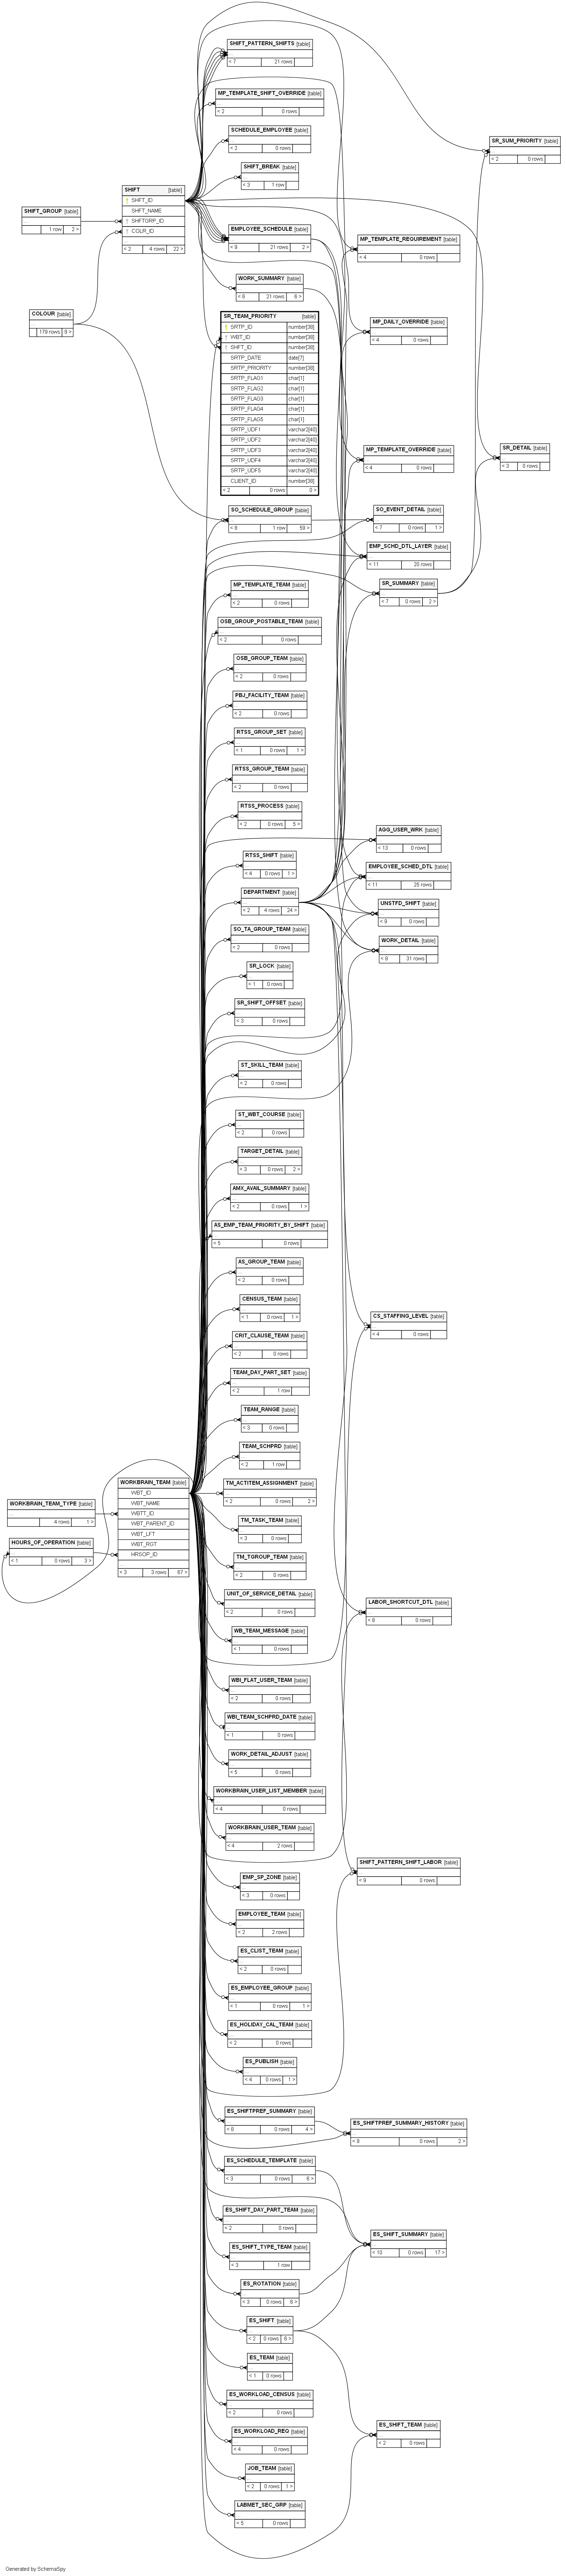 SHIFT_PATTERN_SHIFTS [table]
< 7 21 rows
MP_TEMPLATE_SHIFT_OVERRIDE [table]
< 2 0 rows
SCHEDULE_EMPLOYEE [table]
< 2 0 rows
SR_SUM_PRIORITY [table]
< 2 0 rows
SHIFT_BREAK [table]
< 3 1 row
SHIFT [table]
SHFT_ID
SHFT_NAME
SHFTGRP_ID
COLR_ID
...
< 2 4 rows 22 >
SHIFT_GROUP [table]
1 row 2 >
EMPLOYEE_SCHEDULE [table]
< 9 21 rows 2 >
MP_TEMPLATE_REQUIREMENT [table]
< 4 0 rows
WORK_SUMMARY [table]
< 6 21 rows 6 >
COLOUR [table]
179 rows 9 >
SR_TEAM_PRIORITY [table]
SRTP_ID number[38]
WBT_ID number[38]
SHFT_ID number[38]
SRTP_DATE date[7]
SRTP_PRIORITY number[38]
SRTP_FLAG1 char[1]
SRTP_FLAG2 char[1]
SRTP_FLAG3 char[1]
SRTP_FLAG4 char[1]
SRTP_FLAG5 char[1]
SRTP_UDF1 varchar2[40]
SRTP_UDF2 varchar2[40]
SRTP_UDF3 varchar2[40]
SRTP_UDF4 varchar2[40]
SRTP_UDF5 varchar2[40]
CLIENT_ID number[38]
< 2 0 rows 0 >
MP_DAILY_OVERRIDE [table]
< 4 0 rows
MP_TEMPLATE_OVERRIDE [table]
< 4 0 rows
SR_DETAIL [table]
< 3 0 rows
SO_SCHEDULE_GROUP [table]
< 8 1 row 59 >
SO_EVENT_DETAIL [table]
< 7 0 rows 1 >
EMP_SCHD_DTL_LAYER [table]
< 11 20 rows
MP_TEMPLATE_TEAM [table]
< 2 0 rows
SR_SUMMARY [table]
< 7 0 rows 2 >
OSB_GROUP_POSTABLE_TEAM [table]
< 2 0 rows
OSB_GROUP_TEAM [table]
< 2 0 rows
PBJ_FACILITY_TEAM [table]
< 2 0 rows
RTSS_GROUP_SET [table]
< 1 0 rows 1 >
RTSS_GROUP_TEAM [table]
< 2 0 rows
RTSS_PROCESS [table]
< 2 0 rows 5 >
AGG_USER_WRK [table]
< 13 0 rows
RTSS_SHIFT [table]
< 4 0 rows 1 >
EMPLOYEE_SCHED_DTL [table]
< 11 25 rows
DEPARTMENT [table]
< 2 4 rows 24 >
UNSTFD_SHIFT [table]
< 9 0 rows
SO_TA_GROUP_TEAM [table]
< 2 0 rows
WORK_DETAIL [table]
< 9 31 rows
SR_LOCK [table]
< 1 0 rows
SR_SHIFT_OFFSET [table]
< 3 0 rows
ST_SKILL_TEAM [table]
< 2 0 rows
ST_WBT_COURSE [table]
< 2 0 rows
TARGET_DETAIL [table]
< 3 0 rows 2 >
AMX_AVAIL_SUMMARY [table]
< 2 0 rows 1 >
AS_EMP_TEAM_PRIORITY_BY_SHIFT [table]
< 5 0 rows
AS_GROUP_TEAM [table]
< 2 0 rows
CENSUS_TEAM [table]
< 1 0 rows 1 >
CS_STAFFING_LEVEL [table]
< 4 0 rows
CRIT_CLAUSE_TEAM [table]
< 2 0 rows
TEAM_DAY_PART_SET [table]
< 2 1 row
TEAM_RANGE [table]
< 3 0 rows
TEAM_SCHPRD [table]
< 2 1 row
WORKBRAIN_TEAM [table]
WBT_ID
WBT_NAME
WBTT_ID
WBT_PARENT_ID
WBT_LFT
WBT_RGT
HRSOP_ID
...
< 3 3 rows 87 >
WORKBRAIN_TEAM_TYPE [table]
4 rows 1 >
HOURS_OF_OPERATION [table]
< 1 0 rows 3 >
TM_ACTITEM_ASSIGNMENT [table]
< 2 0 rows 2 >
TM_TASK_TEAM [table]
< 3 0 rows
TM_TGROUP_TEAM [table]
< 2 0 rows
UNIT_OF_SERVICE_DETAIL [table]
< 2 0 rows
LABOR_SHORTCUT_DTL [table]
< 8 0 rows
WB_TEAM_MESSAGE [table]
< 1 0 rows
WBI_FLAT_USER_TEAM [table]
< 2 0 rows
WBI_TEAM_SCHPRD_DATE [table]
< 1 0 rows
WORK_DETAIL_ADJUST [table]
< 5 0 rows
WORKBRAIN_USER_LIST_MEMBER [table]
< 4 0 rows
WORKBRAIN_USER_TEAM [table]
< 4 2 rows
SHIFT_PATTERN_SHIFT_LABOR [table]
< 9 0 rows
EMP_SP_ZONE [table]
< 3 0 rows
EMPLOYEE_TEAM [table]
< 2 2 rows
ES_CLIST_TEAM [table]
< 2 0 rows
ES_EMPLOYEE_GROUP [table]
< 1 0 rows 1 >
ES_HOLIDAY_CAL_TEAM [table]
< 2 0 rows
ES_PUBLISH [table]
< 4 0 rows 1 >
ES_SHIFTPREF_SUMMARY [table]
< 8 0 rows 4 >
ES_SHIFTPREF_SUMMARY_HISTORY [table]
< 9 0 rows 2 >
ES_SCHEDULE_TEMPLATE [table]
< 3 0 rows 6 >
ES_SHIFT_DAY_PART_TEAM [table]
< 2 0 rows
ES_SHIFT_SUMMARY [table]
< 10 0 rows 17 >
ES_SHIFT_TYPE_TEAM [table]
< 3 1 row
ES_ROTATION [table]
< 3 0 rows 6 >
ES_SHIFT [table]
< 2 0 rows 6 >
ES_TEAM [table]
< 1 0 rows
ES_WORKLOAD_CENSUS [table]
< 2 0 rows
ES_SHIFT_TEAM [table]
< 2 0 rows
ES_WORKLOAD_REQ [table]
< 4 0 rows
JOB_TEAM [table]
< 2 0 rows 1 >
LABMET_SEC_GRP [table]
< 5 0 rows
Generated by SchemaSpy